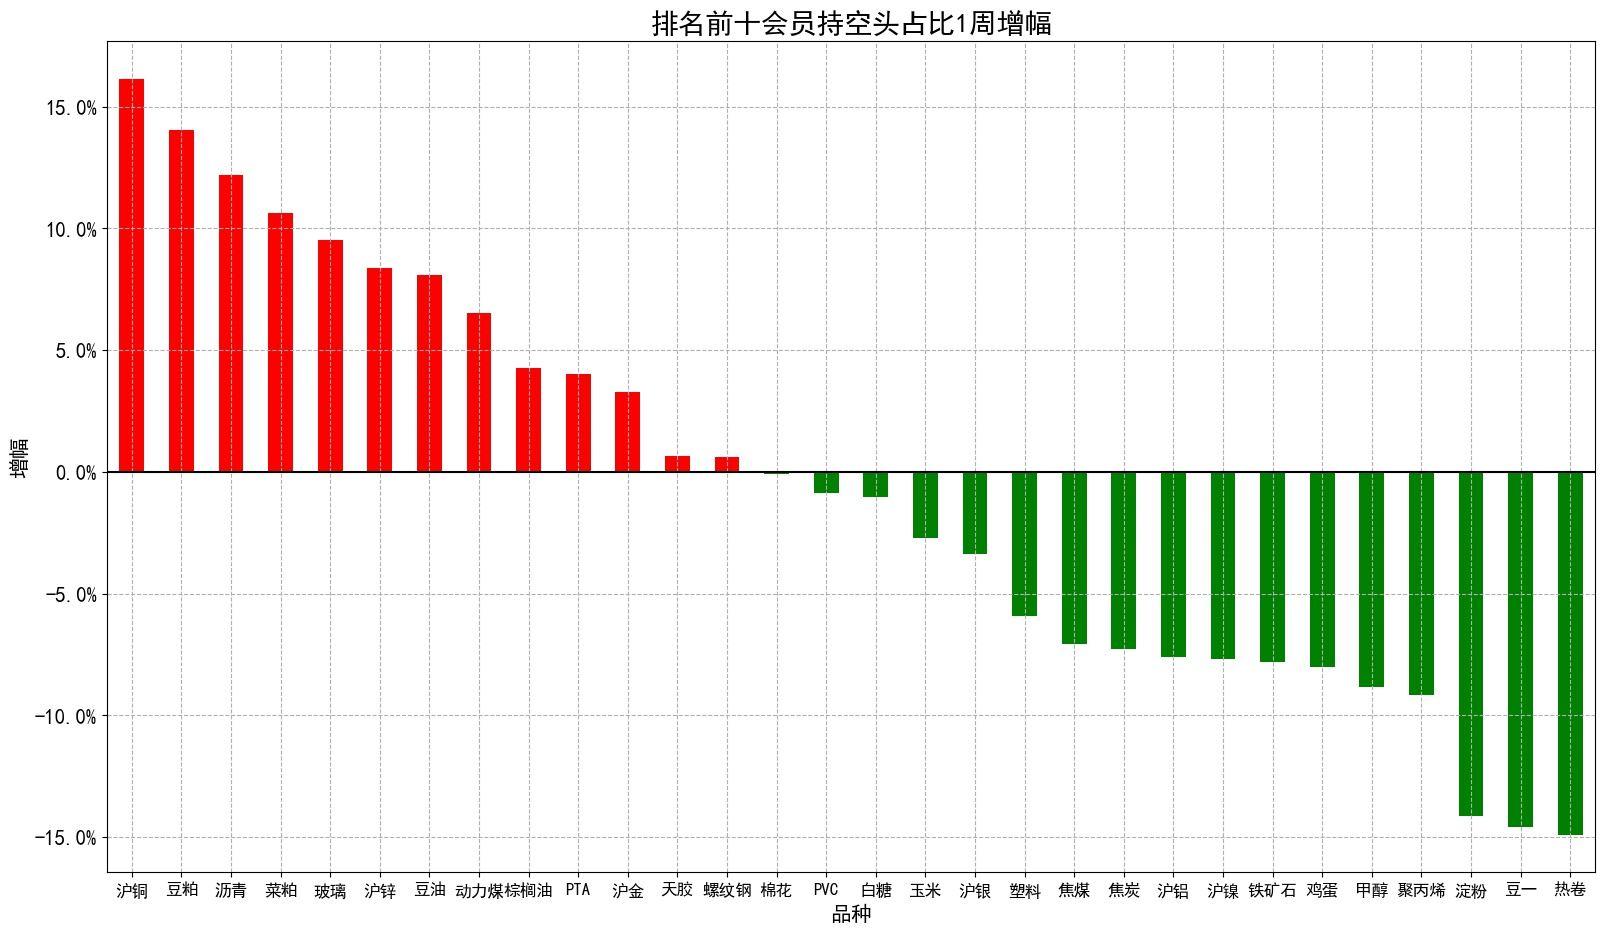 排名前十会员持空头占比1周增幅
增幅
15.0%
10.0%
5.0%
0.0%
−5.0%
−10.0%
−15.0%
沪铜 豆粕 沥青 菜粕 玻璃 沪锌 豆油 动力煤 棕榈油 PTA 沪金 天胶 螺纹钢 棉花 PVC 白糖 玉米 沪银 塑料 焦煤 焦炭 沪铝 沪镍 铁矿石 鸡蛋 甲醇 聚丙烯 淀粉 豆一 热卷
品种